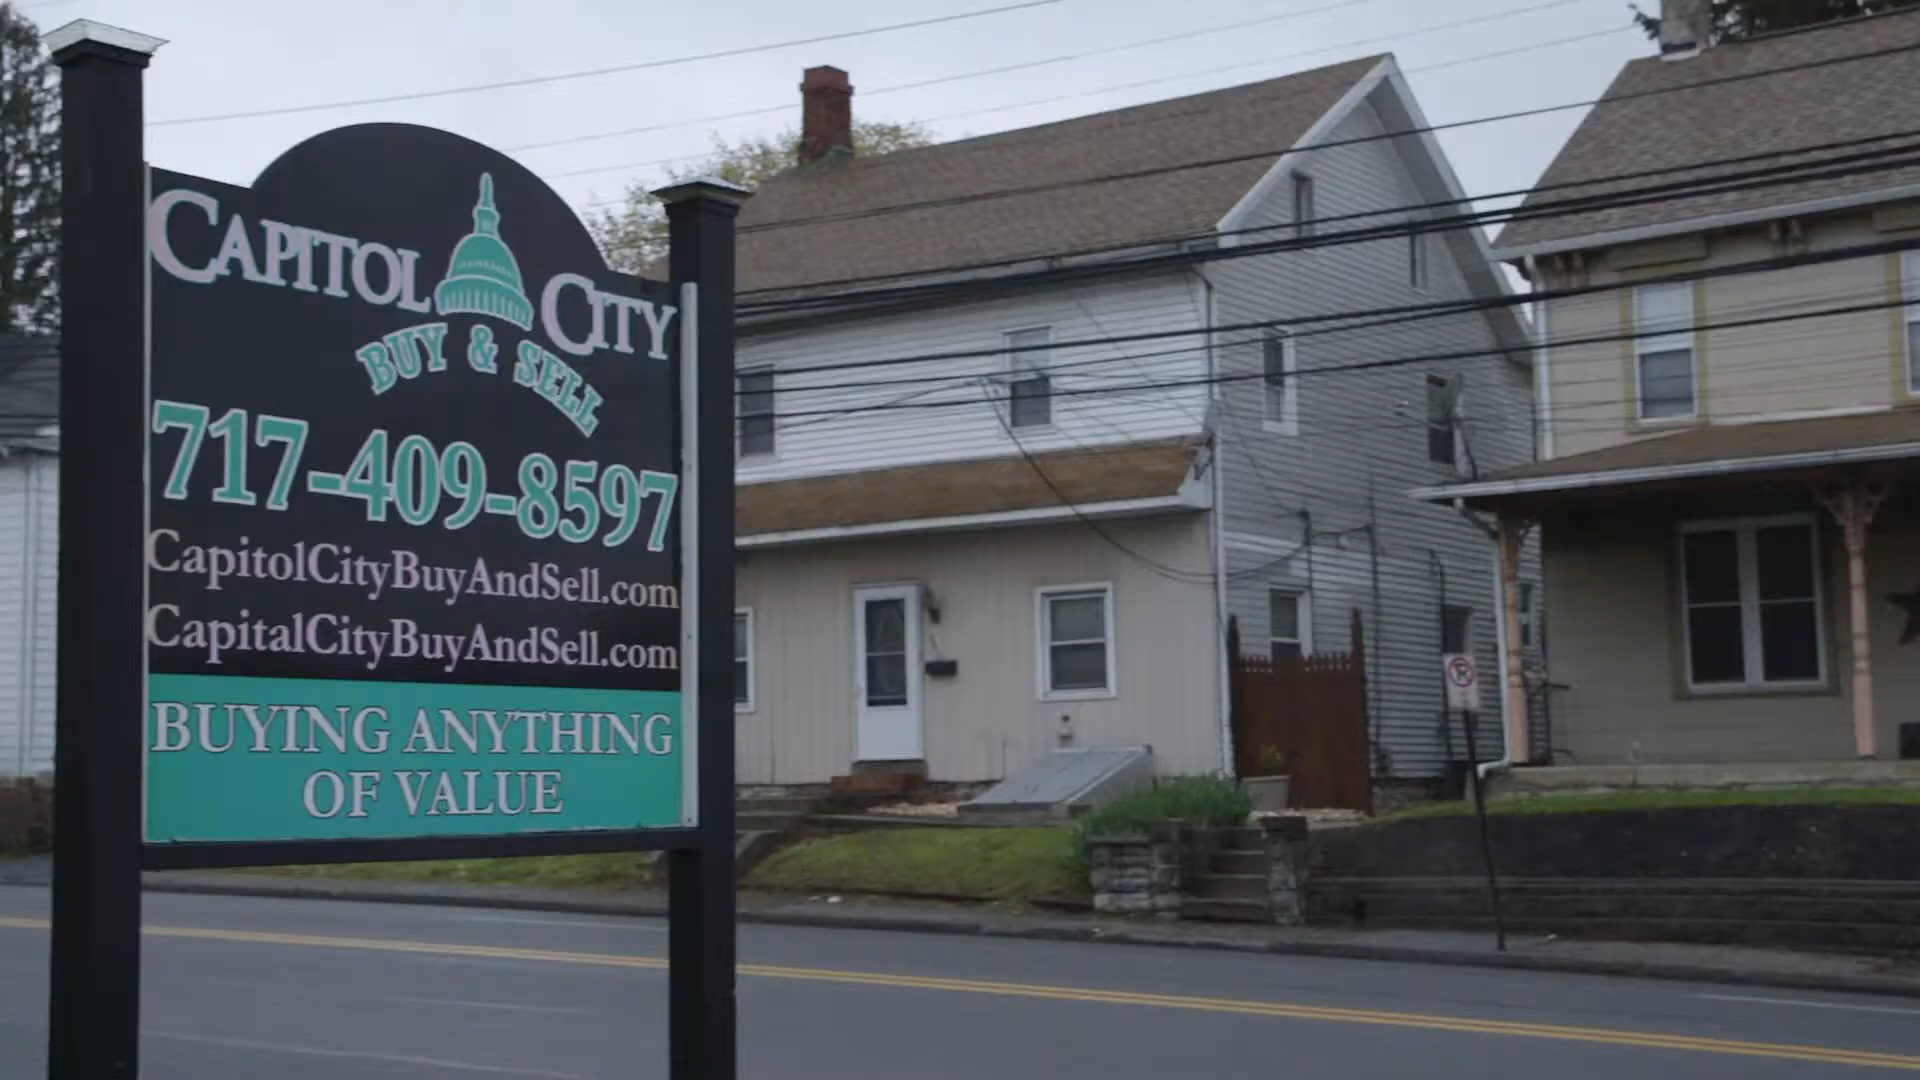 CAPITOL CITY
BUY & SELL
717-409-8597
CapitolCityBuyAndSell.com
CapitalCityBuyAndSell.com
BUYING ANYTHING
OF VALUE